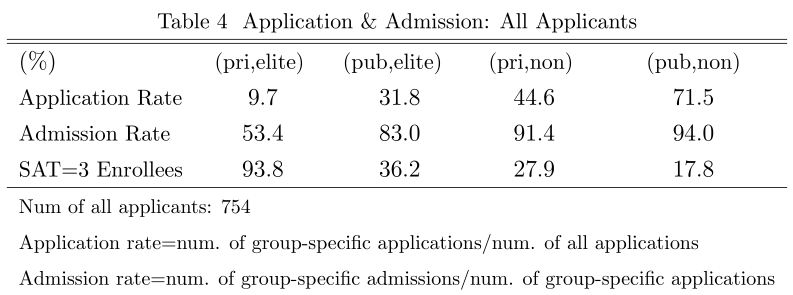 Table 4 Application & Admission: All Applicants
(%) (pri,elite) (pub,elite) (pri,non) (pub,non)
Application Rate 9.7 31.8 44.6 71.5
Admission Rate 53.4 83.0 91.4 94.0
SAT=3 Enrollees 93.8 36.2 27.9 17.8
Num of all applicants: 754
Application rate=num. of group-specific applications/num. of all applications
Admission rate=num. of group-specific admissions/num. of group-specific applications